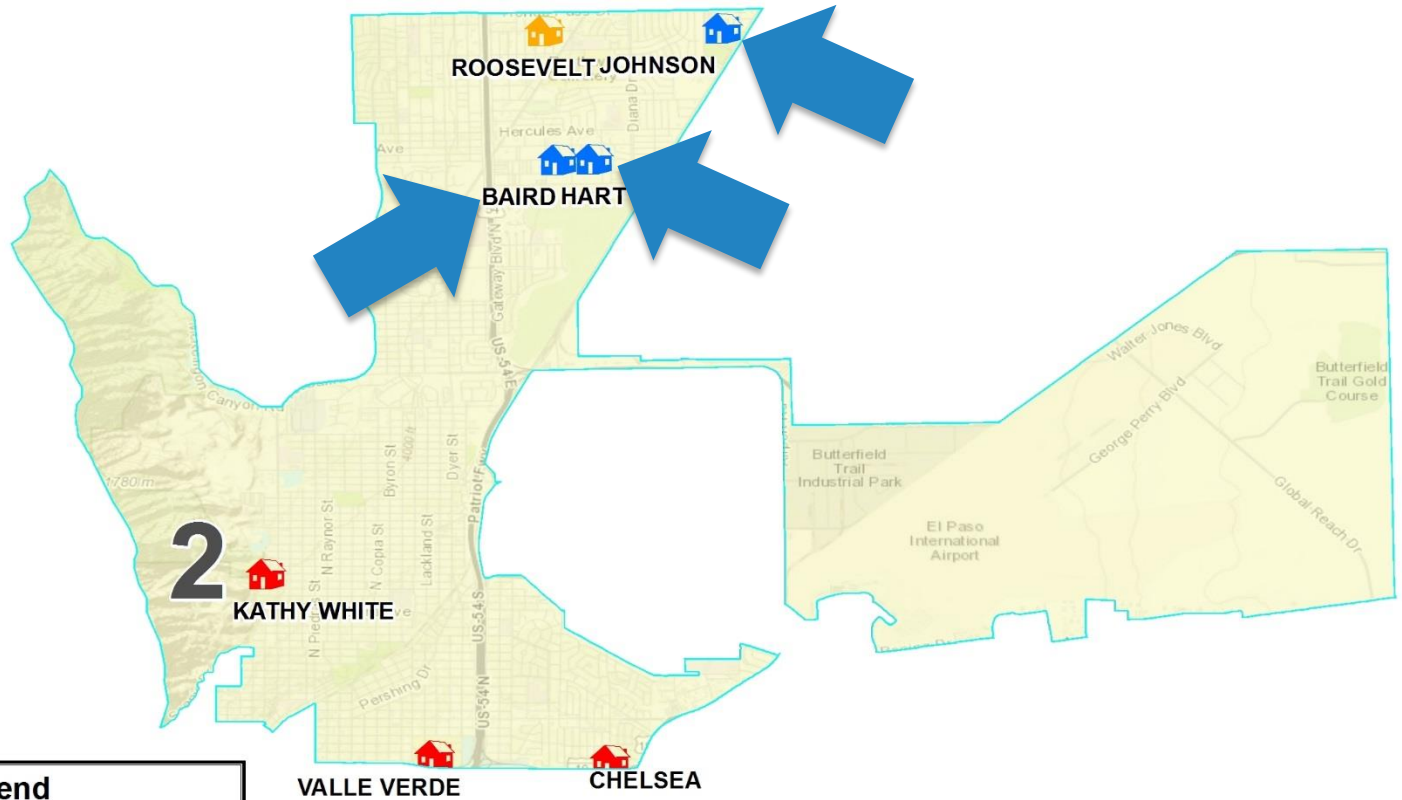 ROOSEVELT JOHNSON
Diana Dr
Hercules Ave
Ave
BAIRD HART
Gateway Blvd N
US-54 E
Walter Jones Blvd
Butterfield
Trail Gold
Course
George Perry Blvd
Global Reach Dr
Butterfield
Trail
Industrial Park
El Paso
International
Airport
Patriot Fwy
Dyer St
4000 ft
Byron St
Lackland St
N Copia St
N Raynor St
N Piedras St
1780 m
2
KATHY WHITE
US-54 S
Pershing Dr
US-54 N
VALLE VERDE
CHELSEA
end